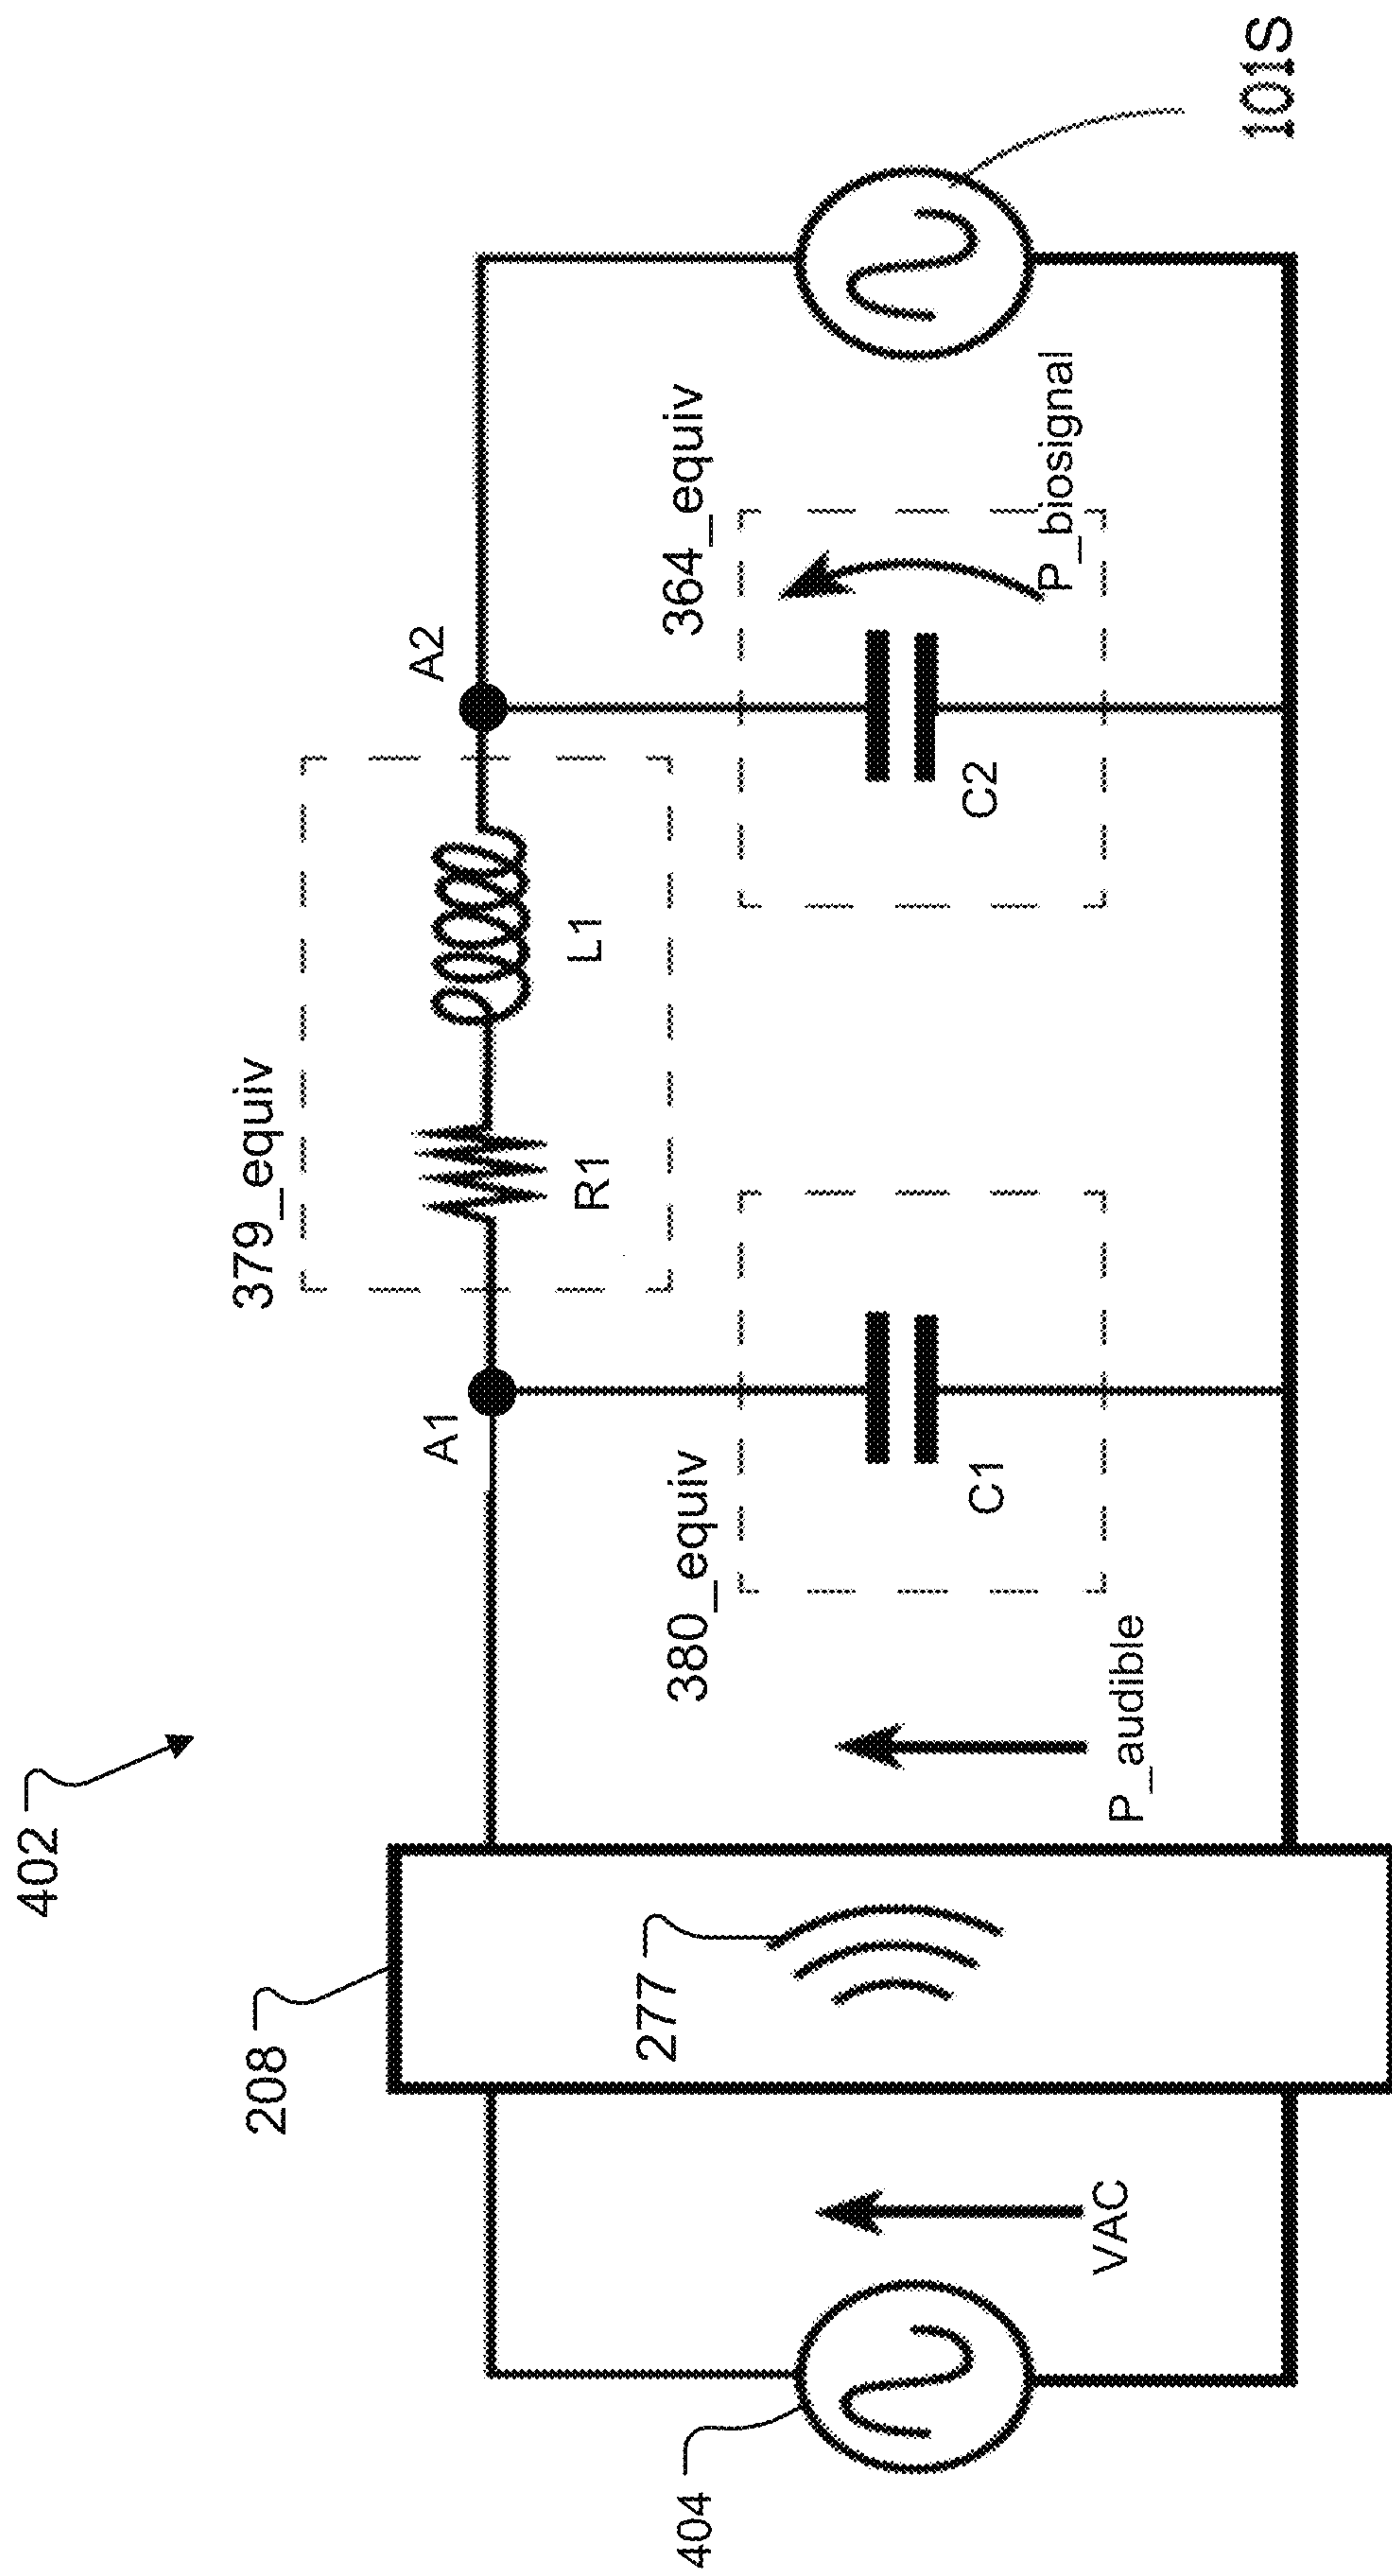 402
208
379_equiv
A1
A2
R1
L1
277
380_equiv
364_equiv
404
C1
C2
VAC
P_audible
P_biosignal
101S